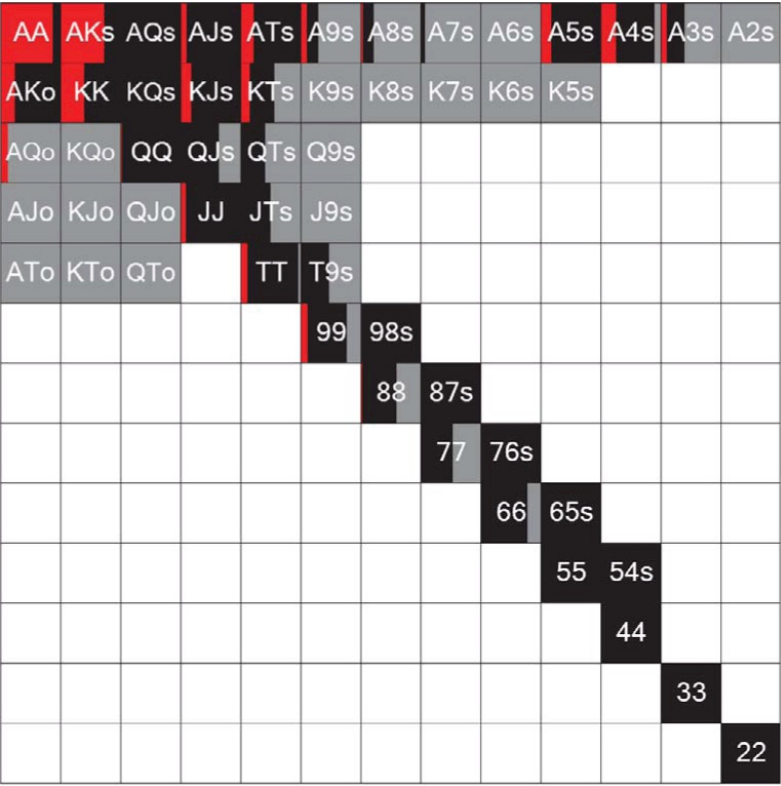 AA AKs AQs AJs ATs A9s A8s A7s A6s A5s A4s A3s A2s
AKo KK KQs KJs KTs K9s K8s K7s K6s K5s
AQo KQo QQ QJs QTs Q9s
AJo KJo QJo JJ JTs J9s
ATo KTo QTo TT T9s
99 98s
88 87s
77 76s
66 65s
55 54s
44
33
22